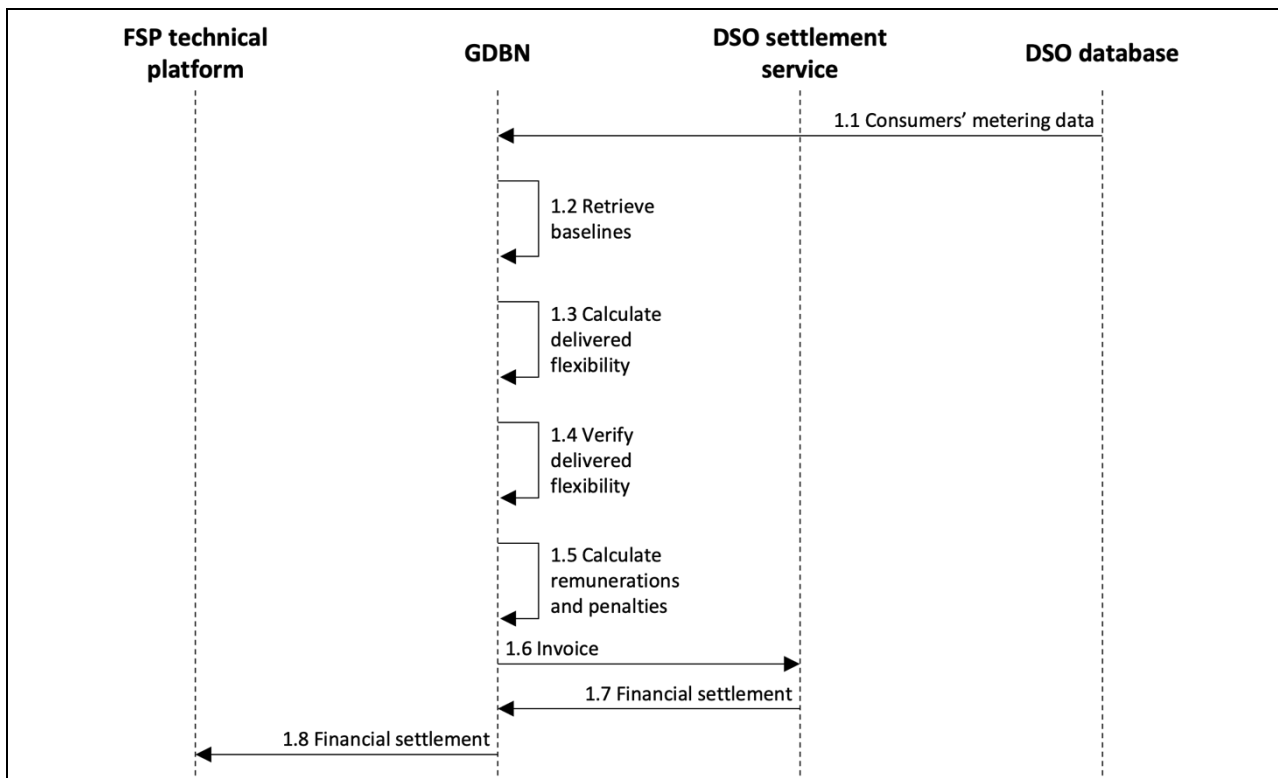 FSP technical
platform
GDBN
DSO settlement
service
DSO database
1.1 Consumers’ metering data
1.2 Retrieve
baselines
1.3 Calculate
delivered
flexibility
1.4 Verify
delivered
flexibility
1.5 Calculate
remunerations
and penalties
1.6 Invoice
1.7 Financial settlement
1.8 Financial settlement